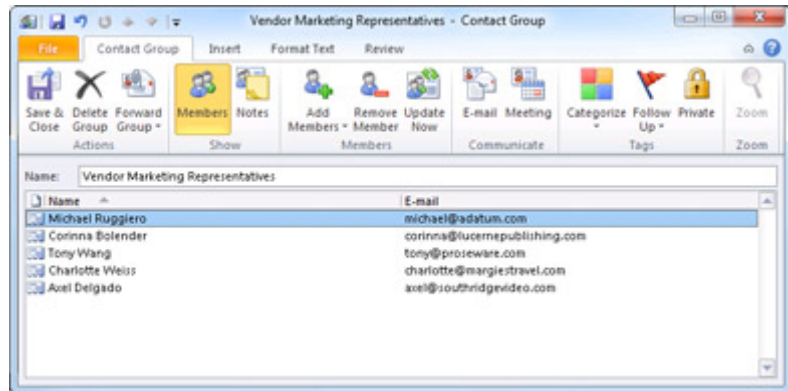 Vendor Marketing Representatives - Contact Group
File Contact Group Insert Format Text Review
Save & Close Delete Group Forward Group Members Notes Add Members Remove Member Update Now E-mail Meeting Categorize Follow Up Private Zoom
Actions Show Members Communicate Tags Zoom
Name: Vendor Marketing Representatives
Name E-mail
Michael Ruggiero michael@adatum.com
Corinna Bolender corinna@lucernepublishing.com
Tony Wang tony@proseware.com
Charlotte Weiss charlotte@margiestravel.com
Axel Delgado axel@southridgevideo.com